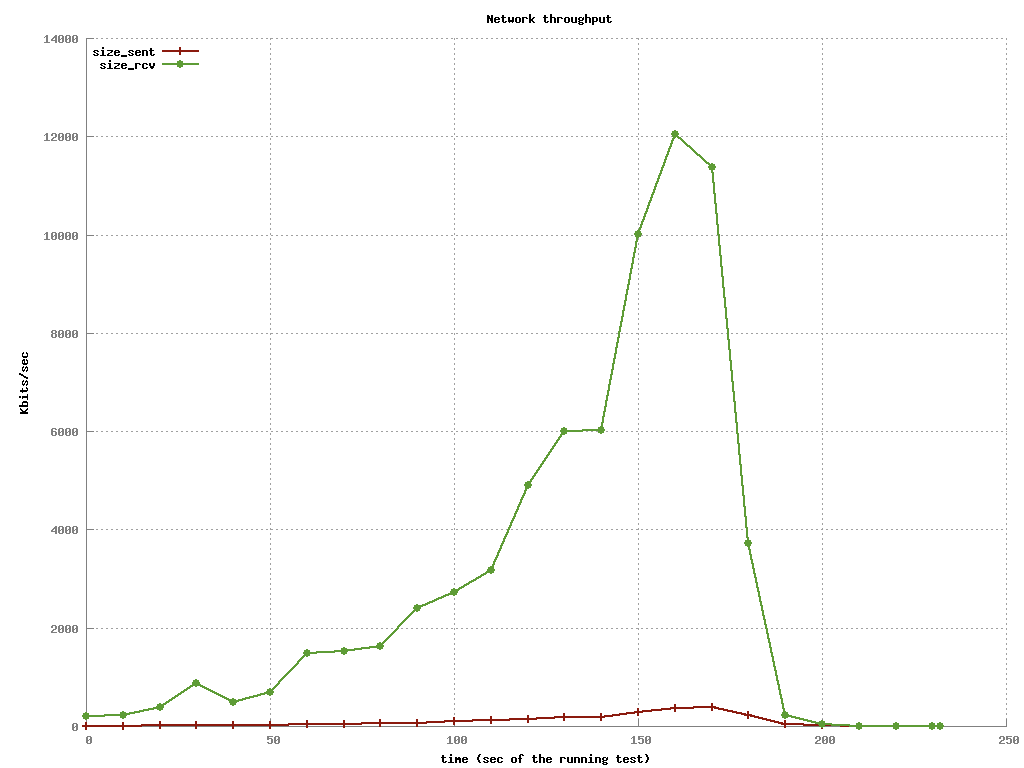 Network throughput
14000
size_sent
size_rcv
12000
10000
8000
Kbits/sec
6000
4000
2000
0
0 50 100 150 200 250
time (sec of the running test)